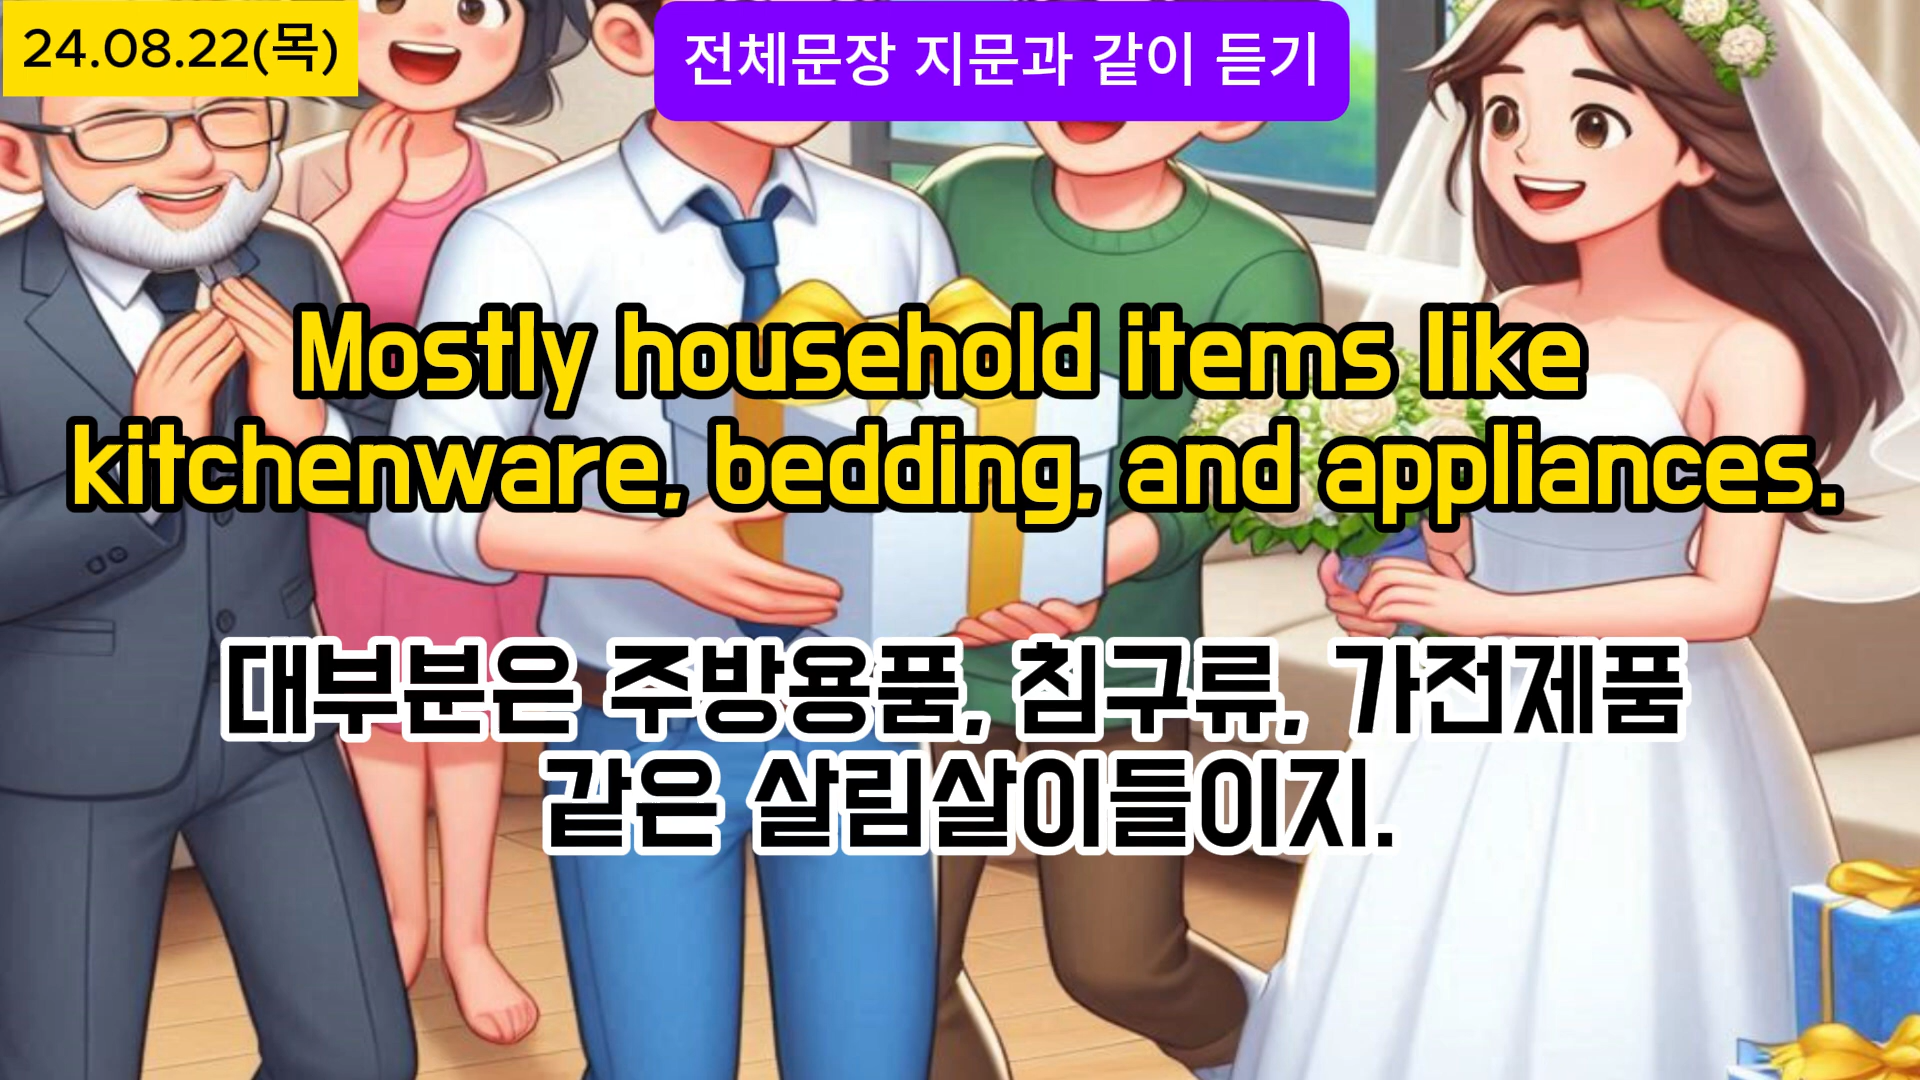 24.08.22(목)
전체문장 지문과 같이 듣기
Mostly household items like
kitchenware, bedding, and appliances.
대부분은 주방용품, 침구류, 가전제품
같은 살림살이들이지.